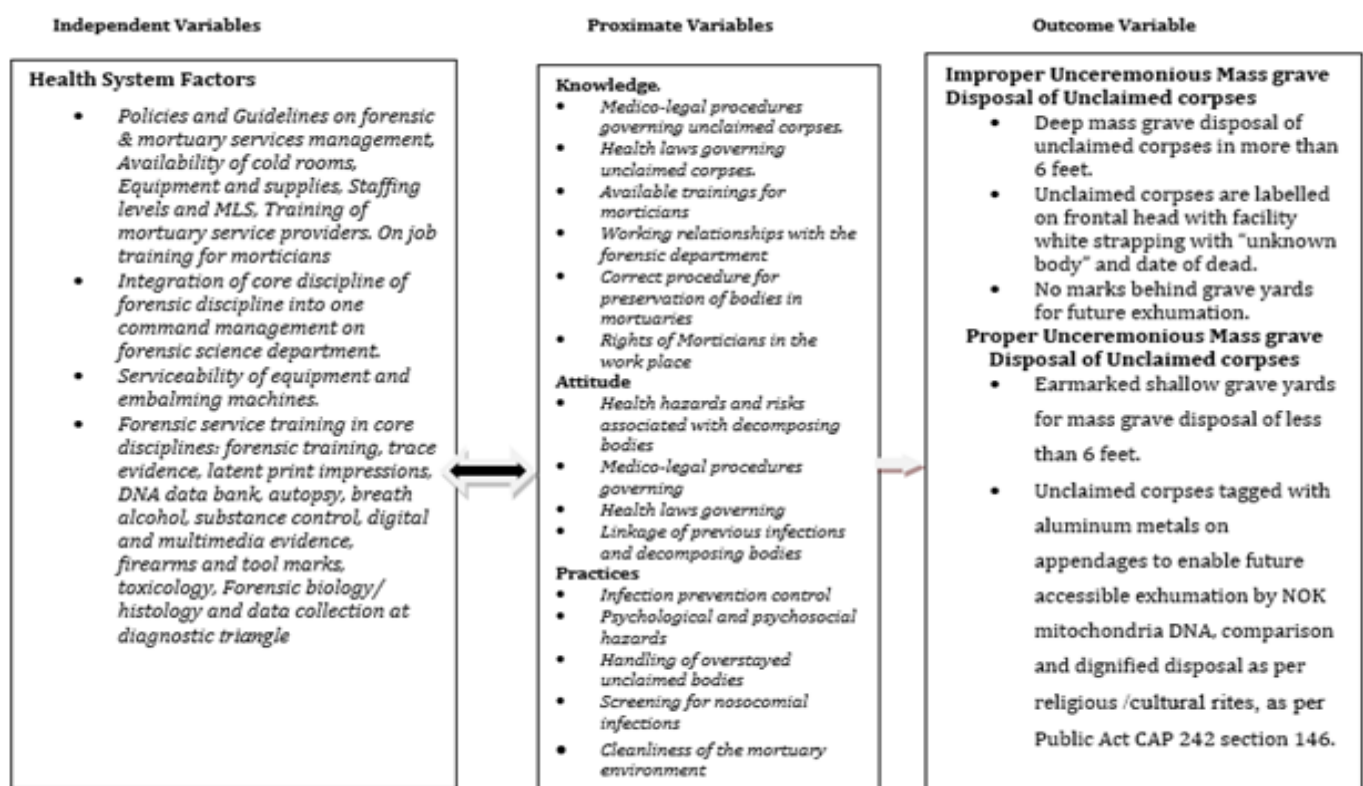 Independent Variables
Proximate Variables
Outcome Variable
Health System Factors
• Policies and Guidelines on forensic
& mortuary services management,
Availability of cold rooms,
Equipment and supplies, Staffing
levels and MLS, Training of
mortuary service providers. On job
training for morticians
• Integration of core discipline of
forensic discipline into one
command management on
forensic science department.
• Serviceability of equipment and
embalming machines.
• Forensic service training in core
disciplines: forensic training, trace
evidence, latent print impressions,
DNA data bank, autopsy, breath
alcohol, substance control, digital
and multimedia evidence,
firearms and tool marks,
toxicology, Forensic biology/
histology and data collection at
diagnostic triangle
Knowledge.
• Medico-legal procedures
governing unclaimed corpses.
• Health laws governing
unclaimed corpses.
• Available trainings for
morticians
• Working relationships with the
forensic department
• Correct procedure for
preservation of bodies in
mortuaries
• Rights of Morticians in the
work place
Attitude
• Health hazards and risks
associated with decomposing
bodies
• Medico-legal procedures
governing
• Health laws governing
• Linkage of previous infections
and decomposing bodies
Practices
• Infection prevention control
• Psychological and psychosocial
hazards
• Handling of overstayed
unclaimed bodies
• Screening for nosocomial
infections
• Cleanliness of the mortuary
environment
Improper Unceremonious Mass grave
Disposal of Unclaimed corpses
• Deep mass grave disposal of
unclaimed corpses in more than
6 feet.
• Unclaimed corpses are labelled
on frontal head with facility
white strapping with “unknown
body” and date of dead.
• No marks behind grave yards
for future exhumation.
Proper Unceremonious Mass grave
Disposal of Unclaimed corpses
• Earmarked shallow grave yards
for mass grave disposal of less
than 6 feet.
• Unclaimed corpses tagged with
aluminum metals on
appendages to enable future
accessible exhumation by NOK
mitochondria DNA, comparison
and dignified disposal as per
religious /cultural rites, as per
Public Act CAP 242 section 146.